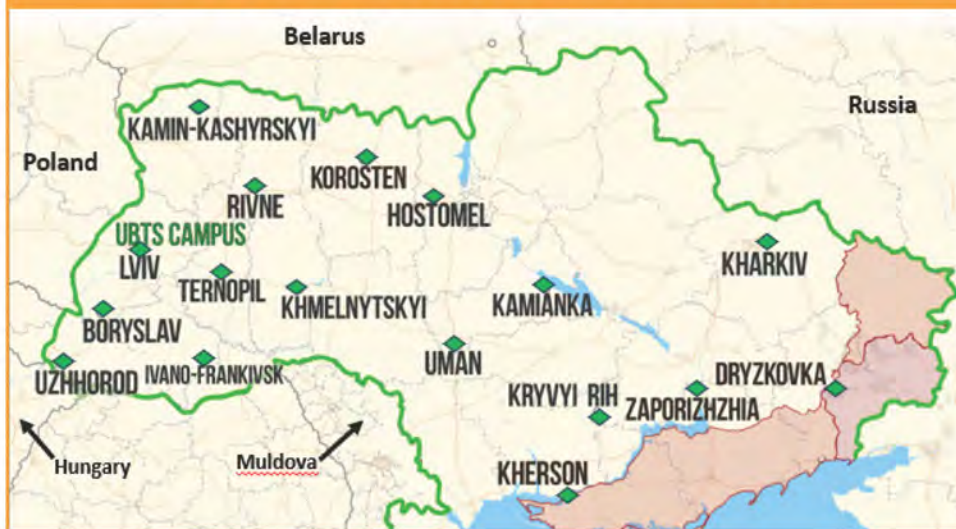 Belarus
Russia
KAMIN-KASHYRSKYI
Poland
KOROSTEN
RIVNE
HOSTOMEL
UBTS CAMPUS
LVIV
KHARKIV
TERNOPIL
KHMELNYTSKYI
KAMIANKA
BORYSLAV
UMAN
UZHHOROD
IVANO-FRANKIVSK
DRYZKOVKA
KRYVYI RIH
ZAPORIZHZHIA
Hungary
Muldova
KHERSON